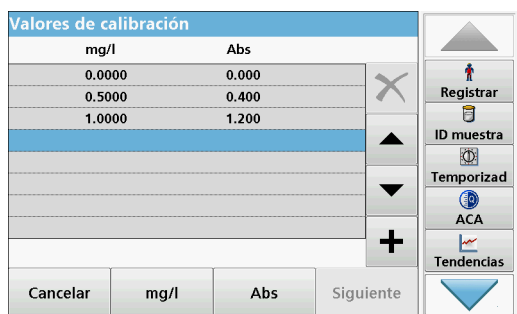 Valores de calibración
mg/l Abs
0.0000 0.000
0.5000 0.400
1.0000 1.200
Cancelar mg/l Abs Siguiente
Registrar
ID muestra
Temporizad
ACA
Tendencias